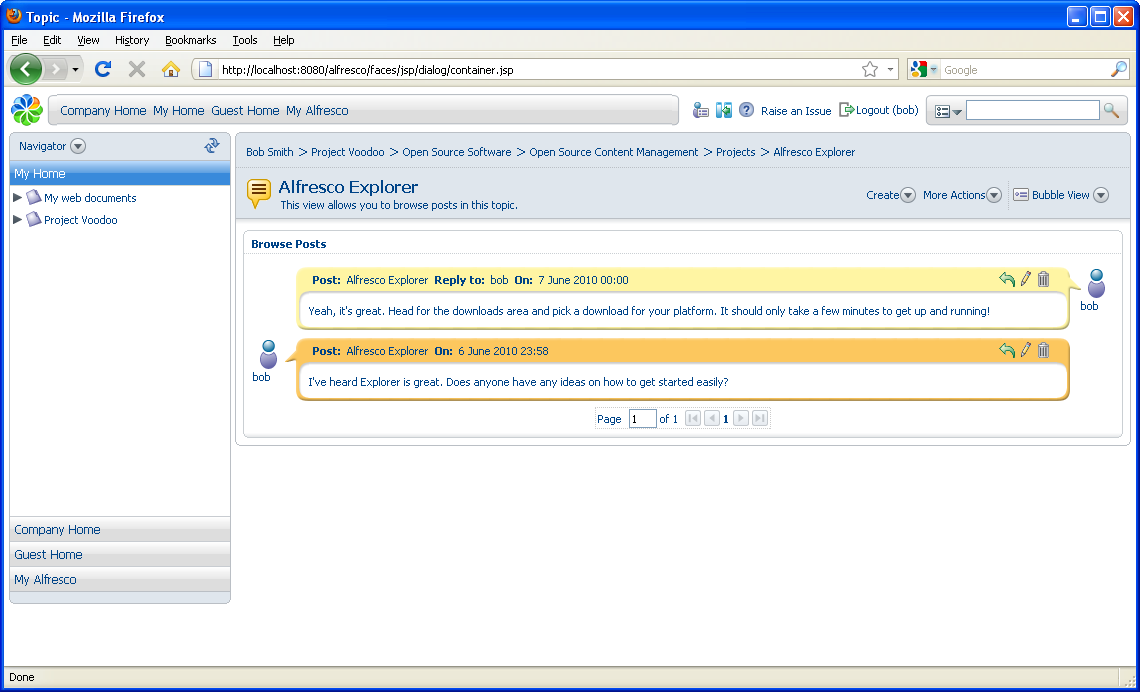 Topic - Mozilla Firefox
File Edit View History Bookmarks Tools Help
http://localhost:8080/alfresco/faces/jsp/dialog/container.jsp Google
Company Home My Home Guest Home My Alfresco Raise an Issue Logout (bob)
Navigator
My Home
My web documents
Project Voodoo
Company Home
Guest Home
My Alfresco
Bob Smith > Project Voodoo > Open Source Software > Open Source Content Management > Projects > Alfresco Explorer
Alfresco Explorer
This view allows you to browse posts in this topic.
Create More Actions Bubble View
Browse Posts
Post: Alfresco Explorer Reply to: bob On: 7 June 2010 00:00
Yeah, it's great. Head for the downloads area and pick a download for your platform. It should only take a few minutes to get up and running!
bob
Post: Alfresco Explorer On: 6 June 2010 23:58
I've heard Explorer is great. Does anyone have any ideas on how to get started easily?
bob
Page 1 of 1 1
Done